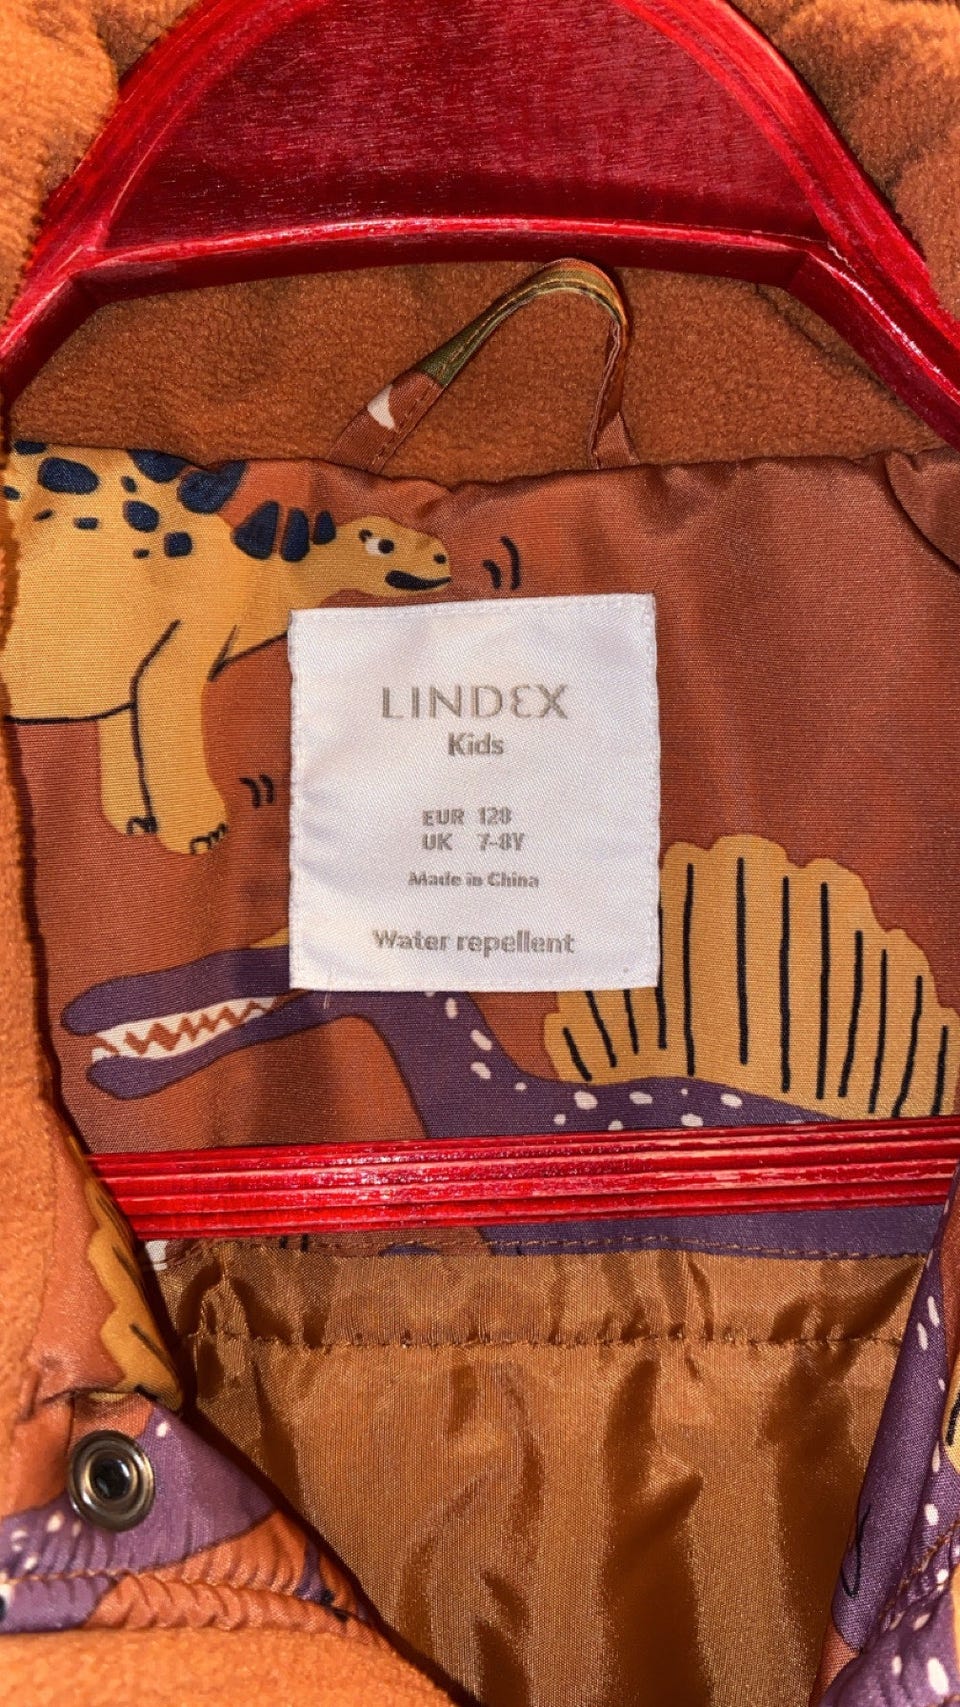 LINDEX
Kids
EUR 128
UK 7-8Y
Made in China
Water repellent